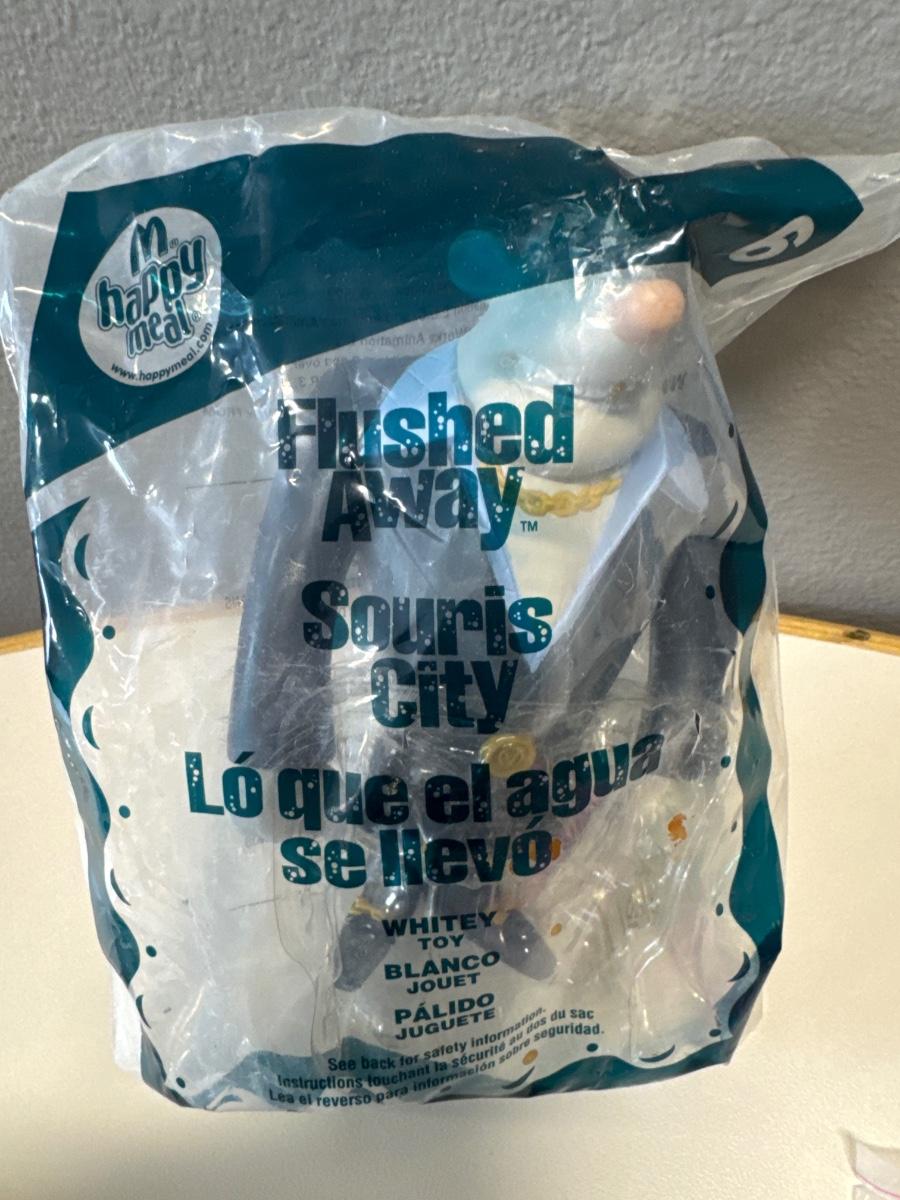 M®
happy
meal®
www.happymeal.com
6
Flushed
Away™
Souris
City
Ló que el agua
se llevó
WHITEY
TOY
BLANCO
JOUET
PÁLIDO
JUGUETE
See back for safety information.
Instructions touchant la sécurité au dos du sac
Lea el reverso para información sobre seguridad.